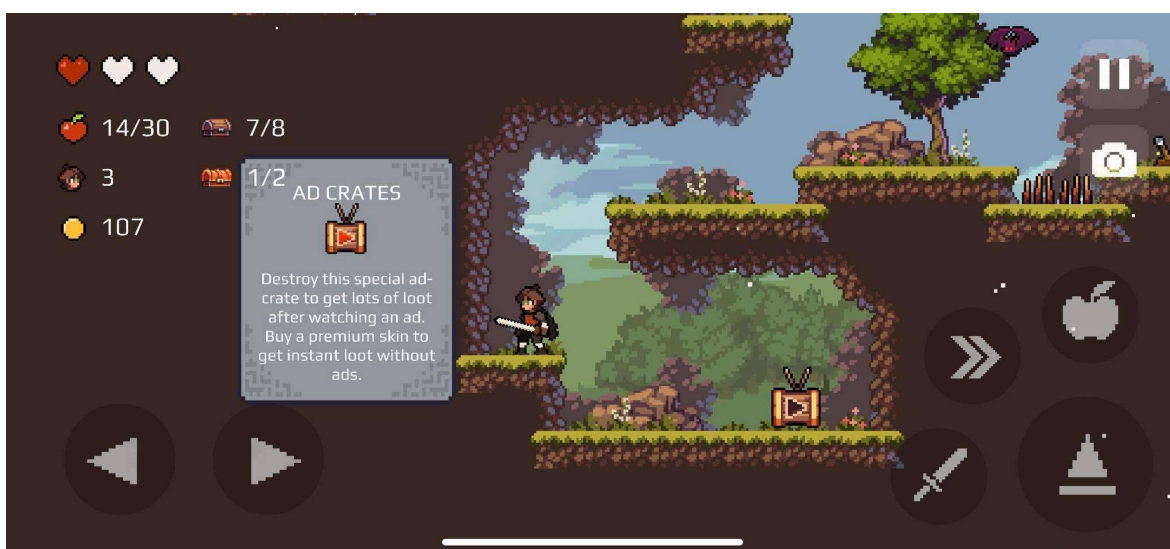 14/30 7/8
3 1/2
107
AD CRATES
Destroy this special ad-
crate to get lots of loot
after watching an ad.
Buy a premium skin to
get instant loot without
ads.